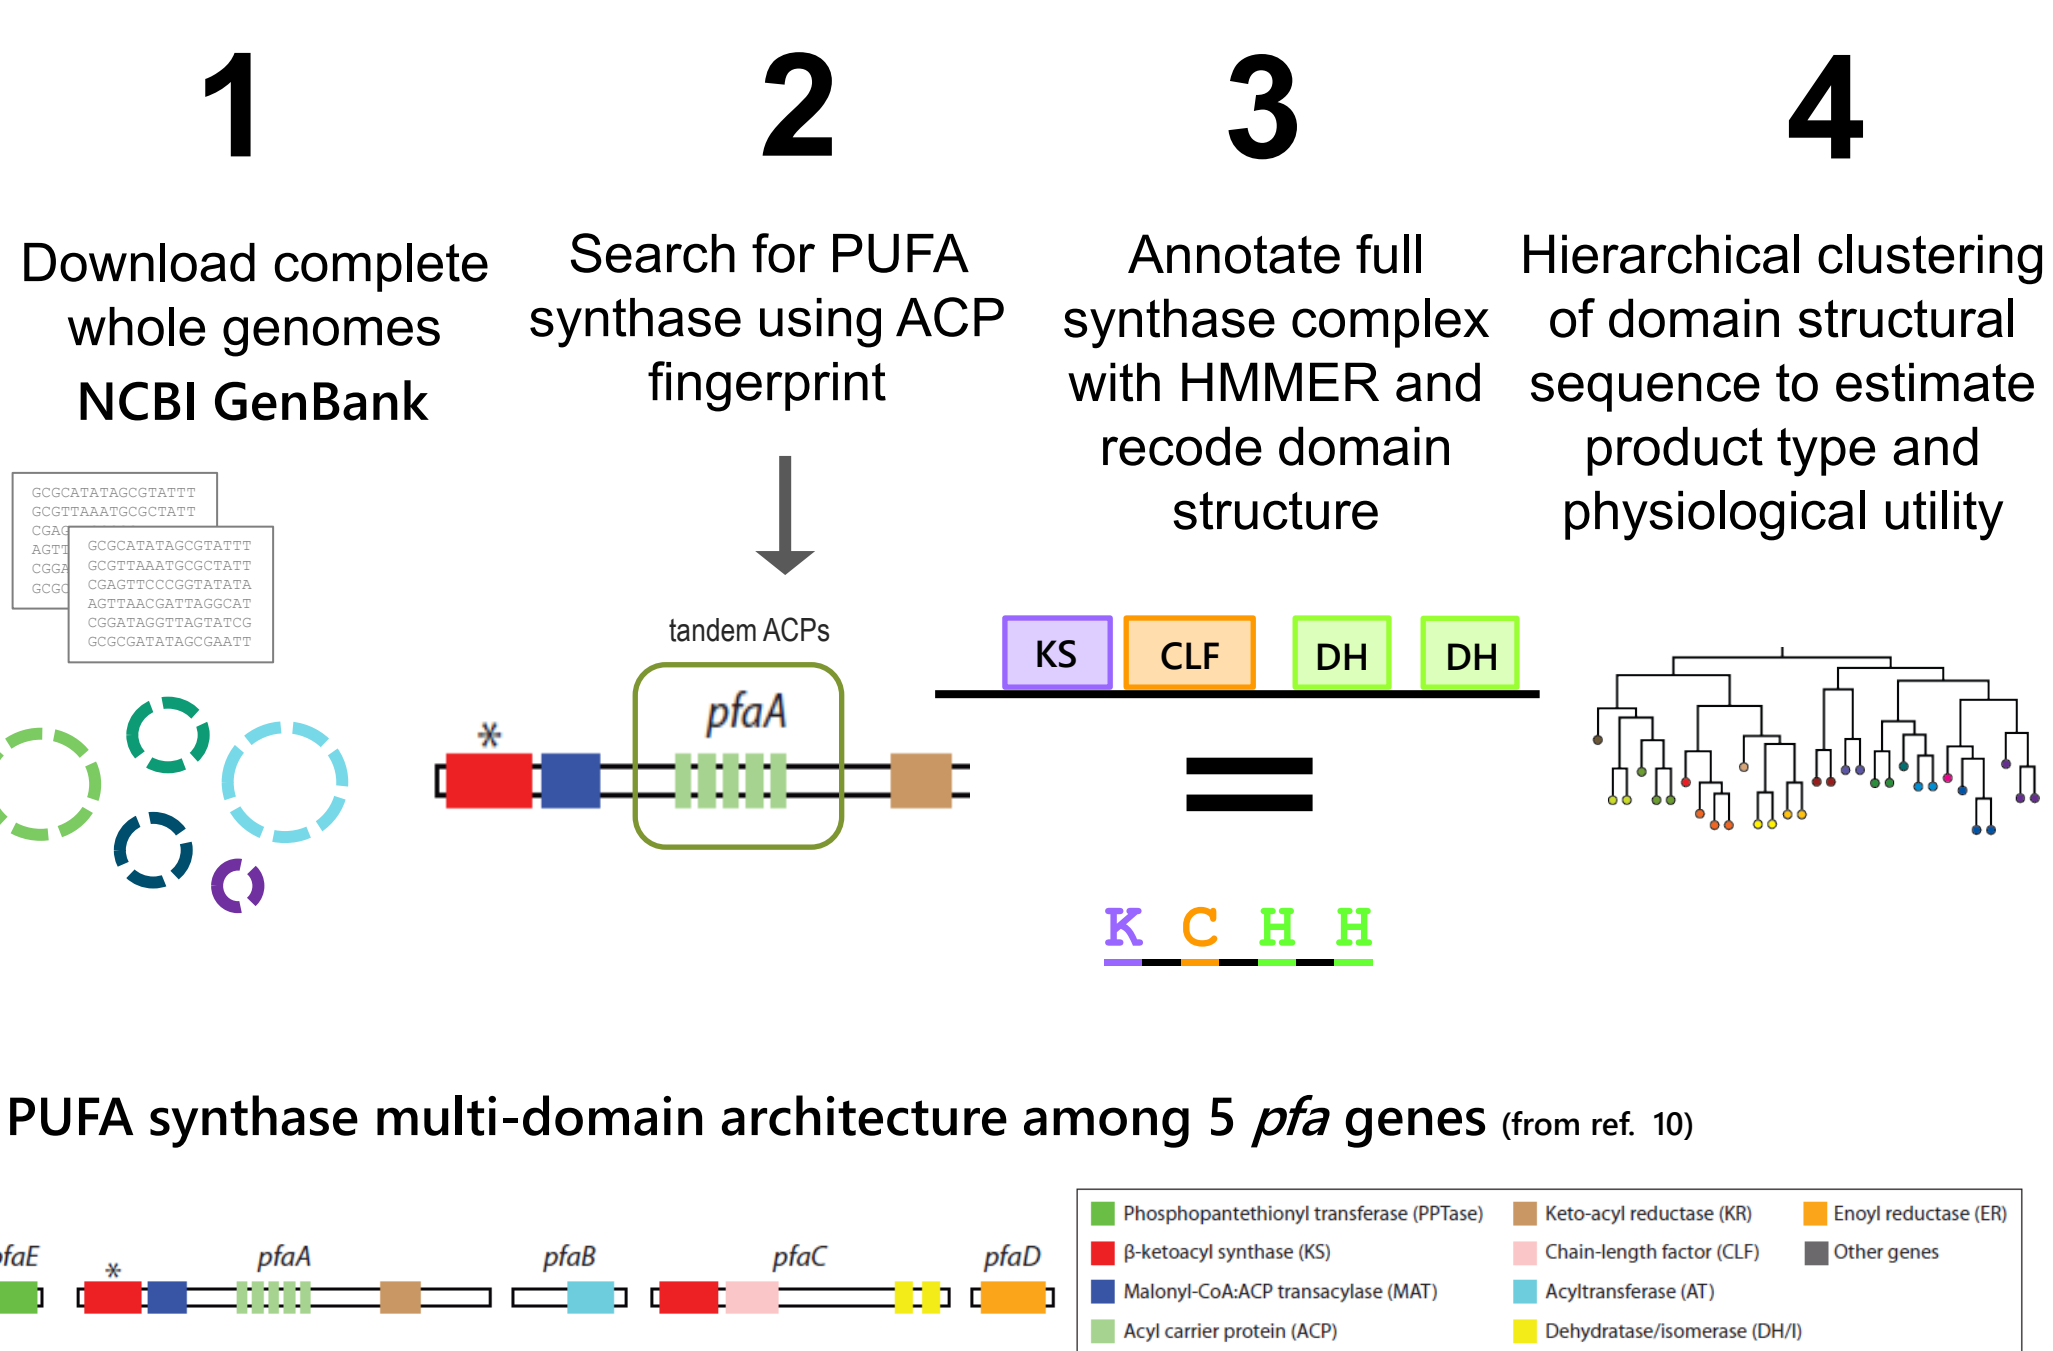 1
Download complete
whole genomes
NCBI GenBank
GCGCATATAGCGTATTT
GCGTTAAATGCGCTATT
CGAG
AGTT
CGGA
GCGC
GCGCATATAGCGTATTT
GCGTTAAATGCGCTATT
CGAGTTCCCGGTATATA
AGTTAACGATTAGGCAT
CGGATAGGTTAGTATCG
GCGCGATATAGCGAATT
2
Search for PUFA
synthase using ACP
fingerprint
tandem ACPs
pfaA
*
3
Annotate full
synthase complex
with HMMER and
recode domain
structure
KS CLF DH DH
K C H H
4
Hierarchical clustering
of domain structural
sequence to estimate
product type and
physiological utility
PUFA synthase multi-domain architecture among 5 pfa genes (from ref. 10)
faE pfaA pfaB pfaC pfaD
*
Phosphopantethionyl transferase (PPTase)
β-ketoacyl synthase (KS)
Malonyl-CoA:ACP transacylase (MAT)
Acyl carrier protein (ACP)
Keto-acyl reductase (KR)
Chain-length factor (CLF)
Acyltransferase (AT)
Dehydratase/isomerase (DH/I)
Enoyl reductase (ER)
Other genes